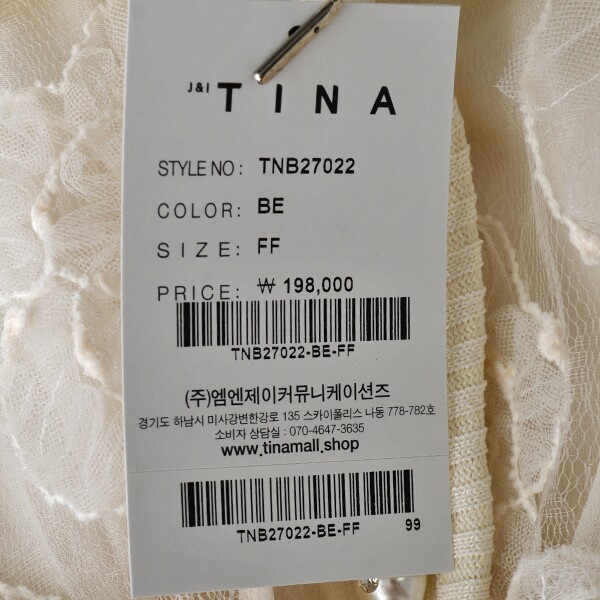 J&I TINA
STYLE NO: TNB27022
COLOR: BE
SIZE: FF
PRICE: ₩ 198,000
TNB27022-BE-FF
(주)엠엔제이커뮤니케이션즈
경기도 하남시 미사강변한강로 135 스카이폴리스 나동 778-782호
소비자 상담실 : 070-4647-3635
www.tinamall.shop
TNB27022-BE-FF 99